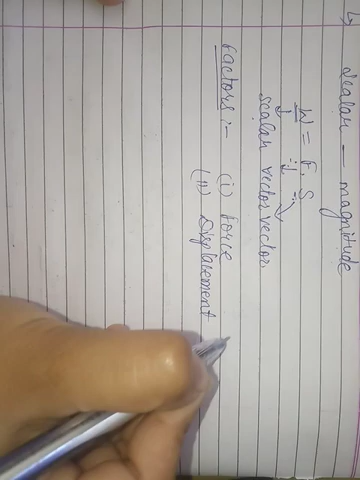 ↳ scalar – magnitude
W = F. S.
scalar vector vector
Factors :- (i) Force
(ii) Displacement